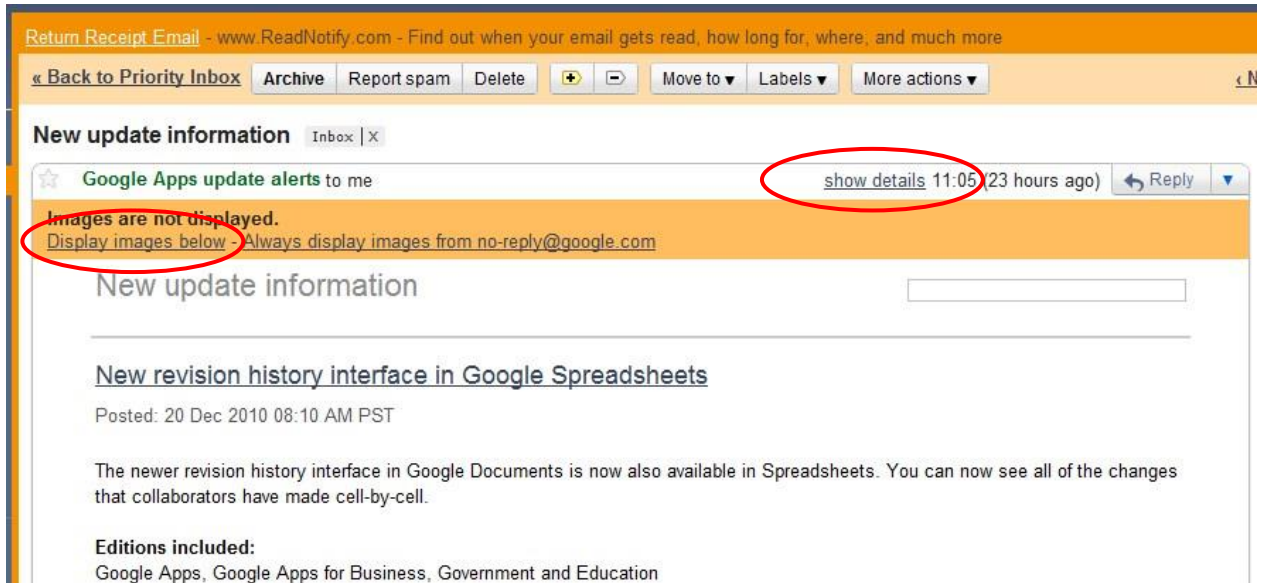 Return Receipt Email - www.ReadNotify.com - Find out when your email gets read, how long for, where, and much more
« Back to Priority Inbox Archive Report spam Delete Move to ▾ Labels ▾ More actions ▾ ‹ N
New update information Inbox | X
Google Apps update alerts to me show details 11:05 (23 hours ago) Reply ▾
Images are not displayed.
Display images below - Always display images from no-reply@google.com
New update information
New revision history interface in Google Spreadsheets
Posted: 20 Dec 2010 08:10 AM PST
The newer revision history interface in Google Documents is now also available in Spreadsheets. You can now see all of the changes
that collaborators have made cell-by-cell.
Editions included:
Google Apps, Google Apps for Business, Government and Education